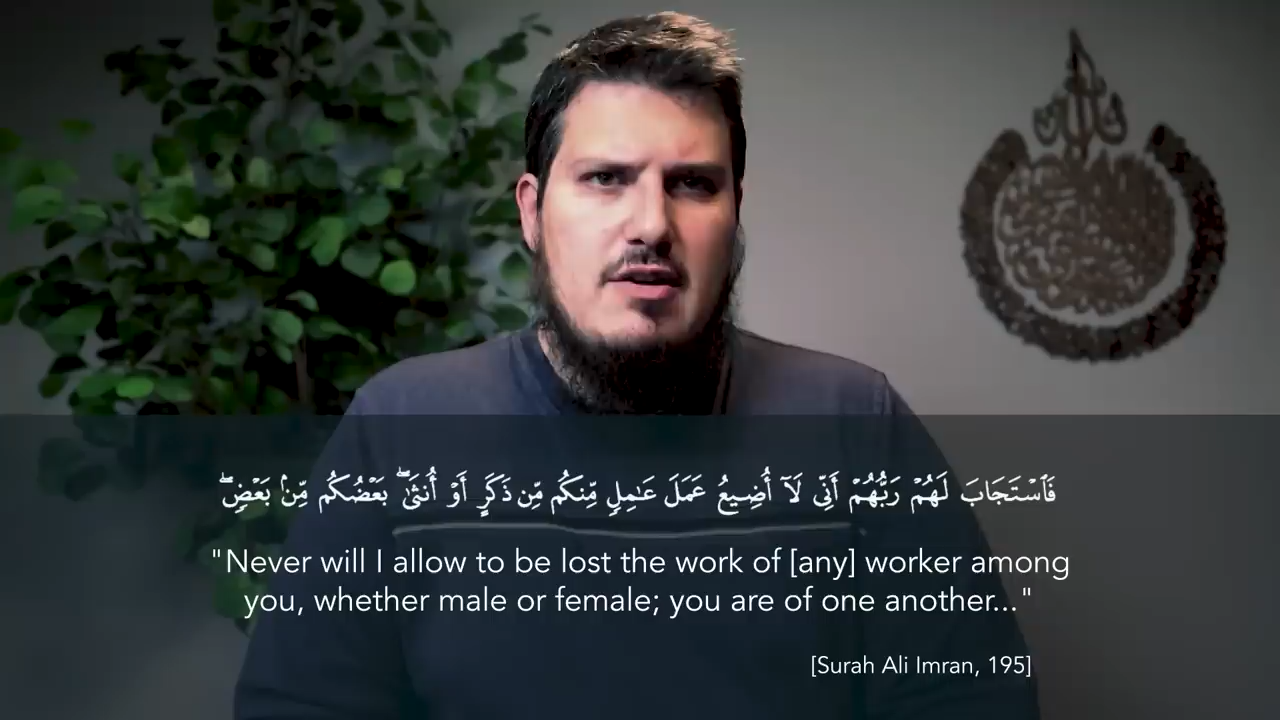 فَٱسْتَجَابَ لَهُمْ رَبُّهُمْ أَنِّى لَآ أُضِيعُ عَمَلَ عَٰمِلٍ مِّنكُم مِّن ذَكَرٍ أَوْ أُنثَىٰ ۖ بَعْضُكُم مِّنۢ بَعْضٍ ۖ
"Never will I allow to be lost the work of [any] worker among
you, whether male or female; you are of one another..."
[Surah Ali Imran, 195]